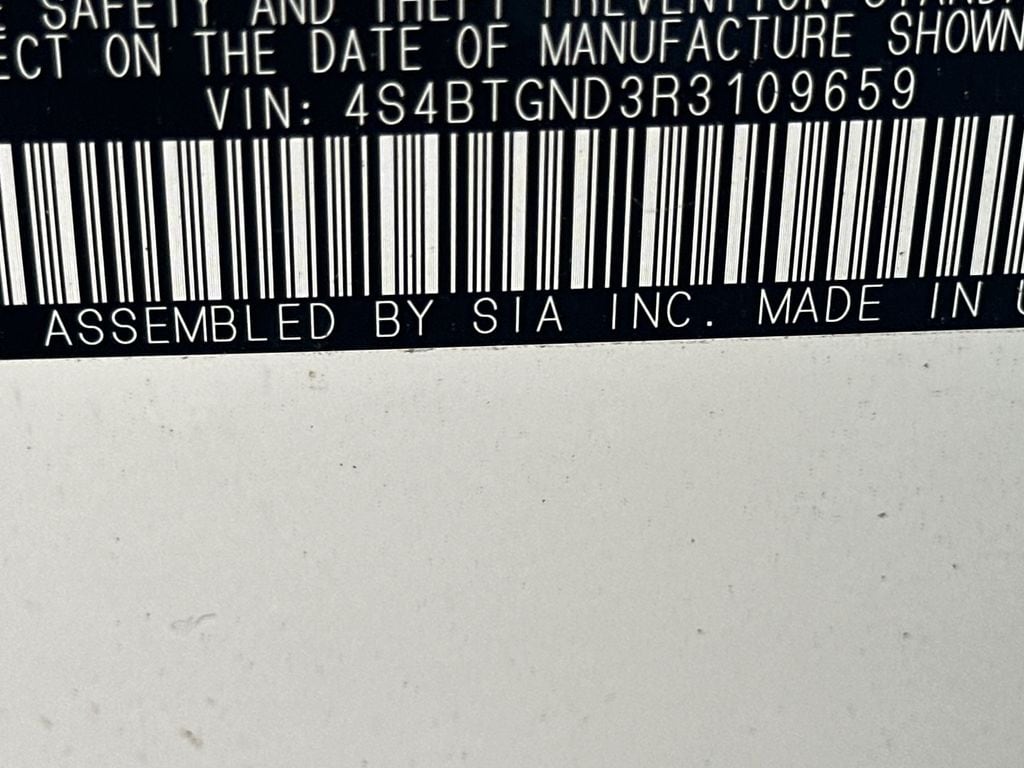 SAFETY AND THEFT PREVENTION STAND
ECT ON THE DATE OF MANUFACTURE SHOWN
VIN: 4S4BTGND3R3109659
ASSEMBLED BY SIA INC. MADE IN U